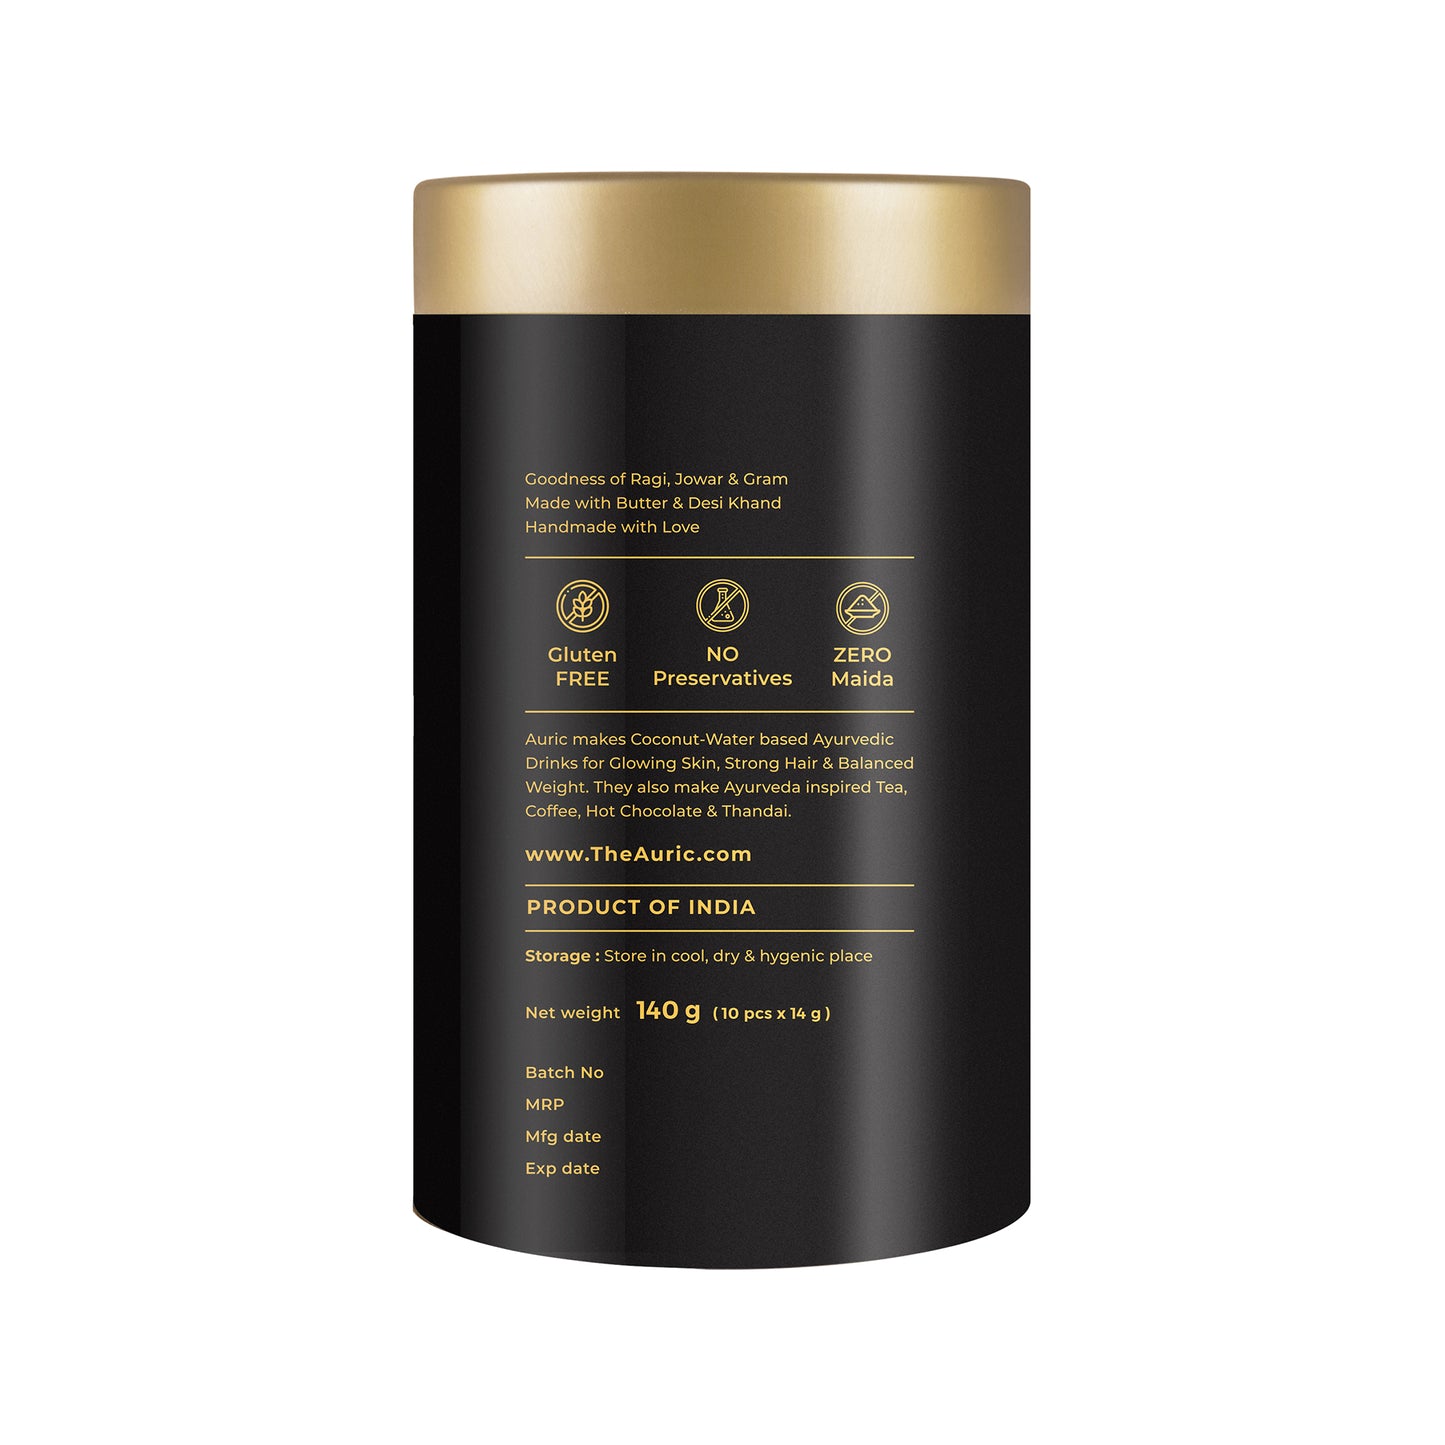 Goodness of Ragi, Jowar & Gram
Made with Butter & Desi Khand
Handmade with Love
Gluten FREE
NO Preservatives
ZERO Maida
Auric makes Coconut-Water based Ayurvedic
Drinks for Glowing Skin, Strong Hair & Balanced
Weight. They also make Ayurveda inspired Tea,
Coffee, Hot Chocolate & Thandai.
www.TheAuric.com
PRODUCT OF INDIA
Storage : Store in cool, dry & hygenic place
Net weight 140 g ( 10 pcs x 14 g )
Batch No
MRP
Mfg date
Exp date